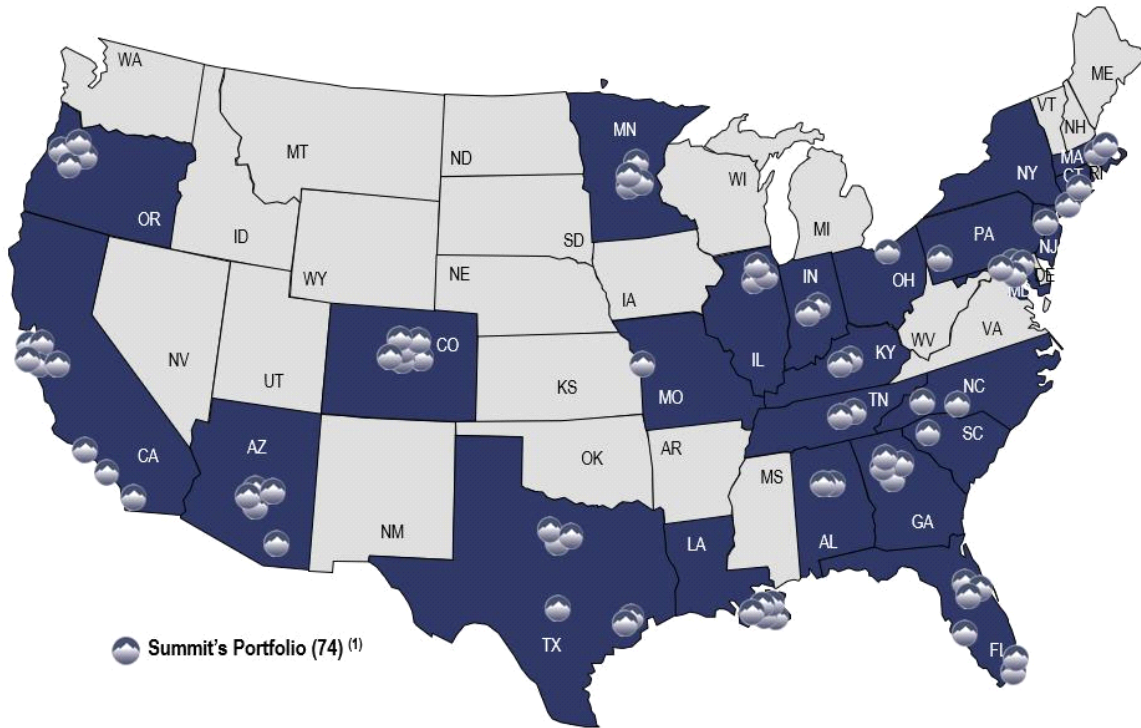 WA
ME
VT
NH
MT
ND
MN
MA
NY
RI
CT
WI
OR
ID
SD
MI
PA
NJ
WY
NE
IA
OH
DE
MD
IN
NV
UT
CO
IL
WV
VA
KS
MO
KY
CA
AZ
NC
TN
OK
AR
SC
NM
MS
GA
AL
LA
TX
FL
Summit's Portfolio (74) (1)